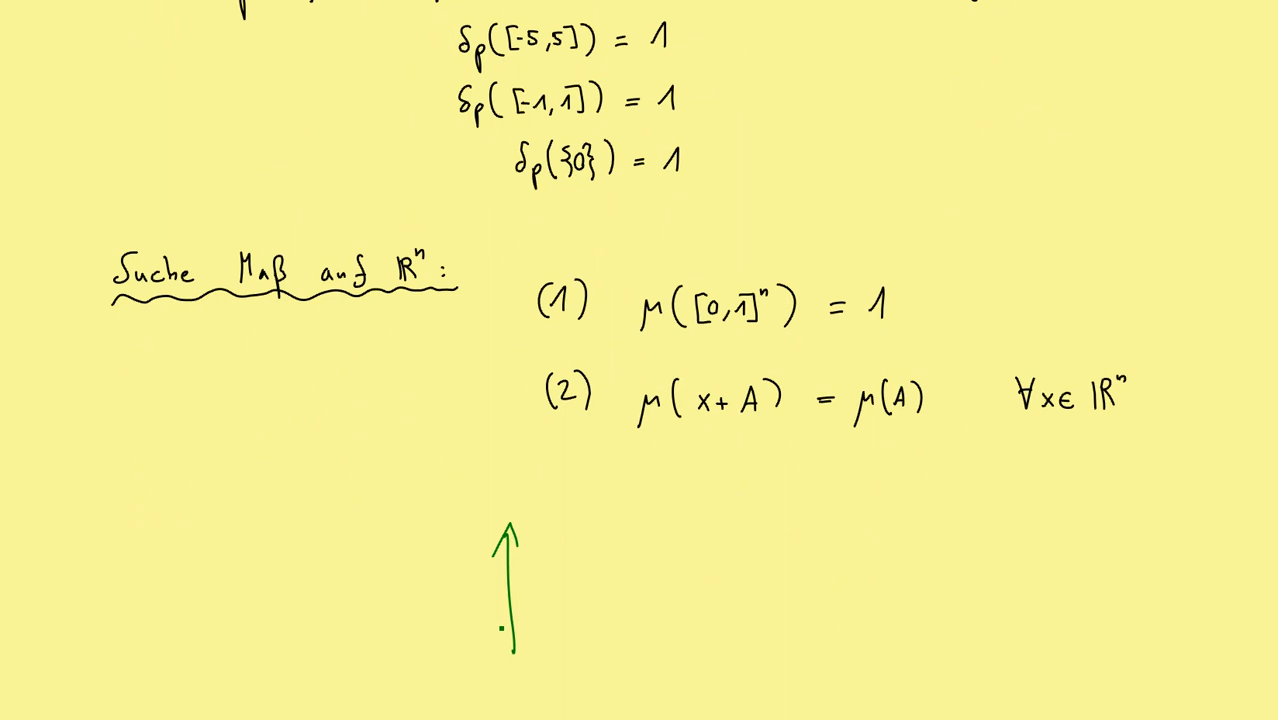 δ_p([-5,5]) = 1
δ_p([-1,1]) = 1
δ_p({0}) = 1
Suche Maß auf ℝⁿ:
(1) μ([0,1]ⁿ) = 1
(2) μ(x+A) = μ(A) ∀x∈ℝⁿ